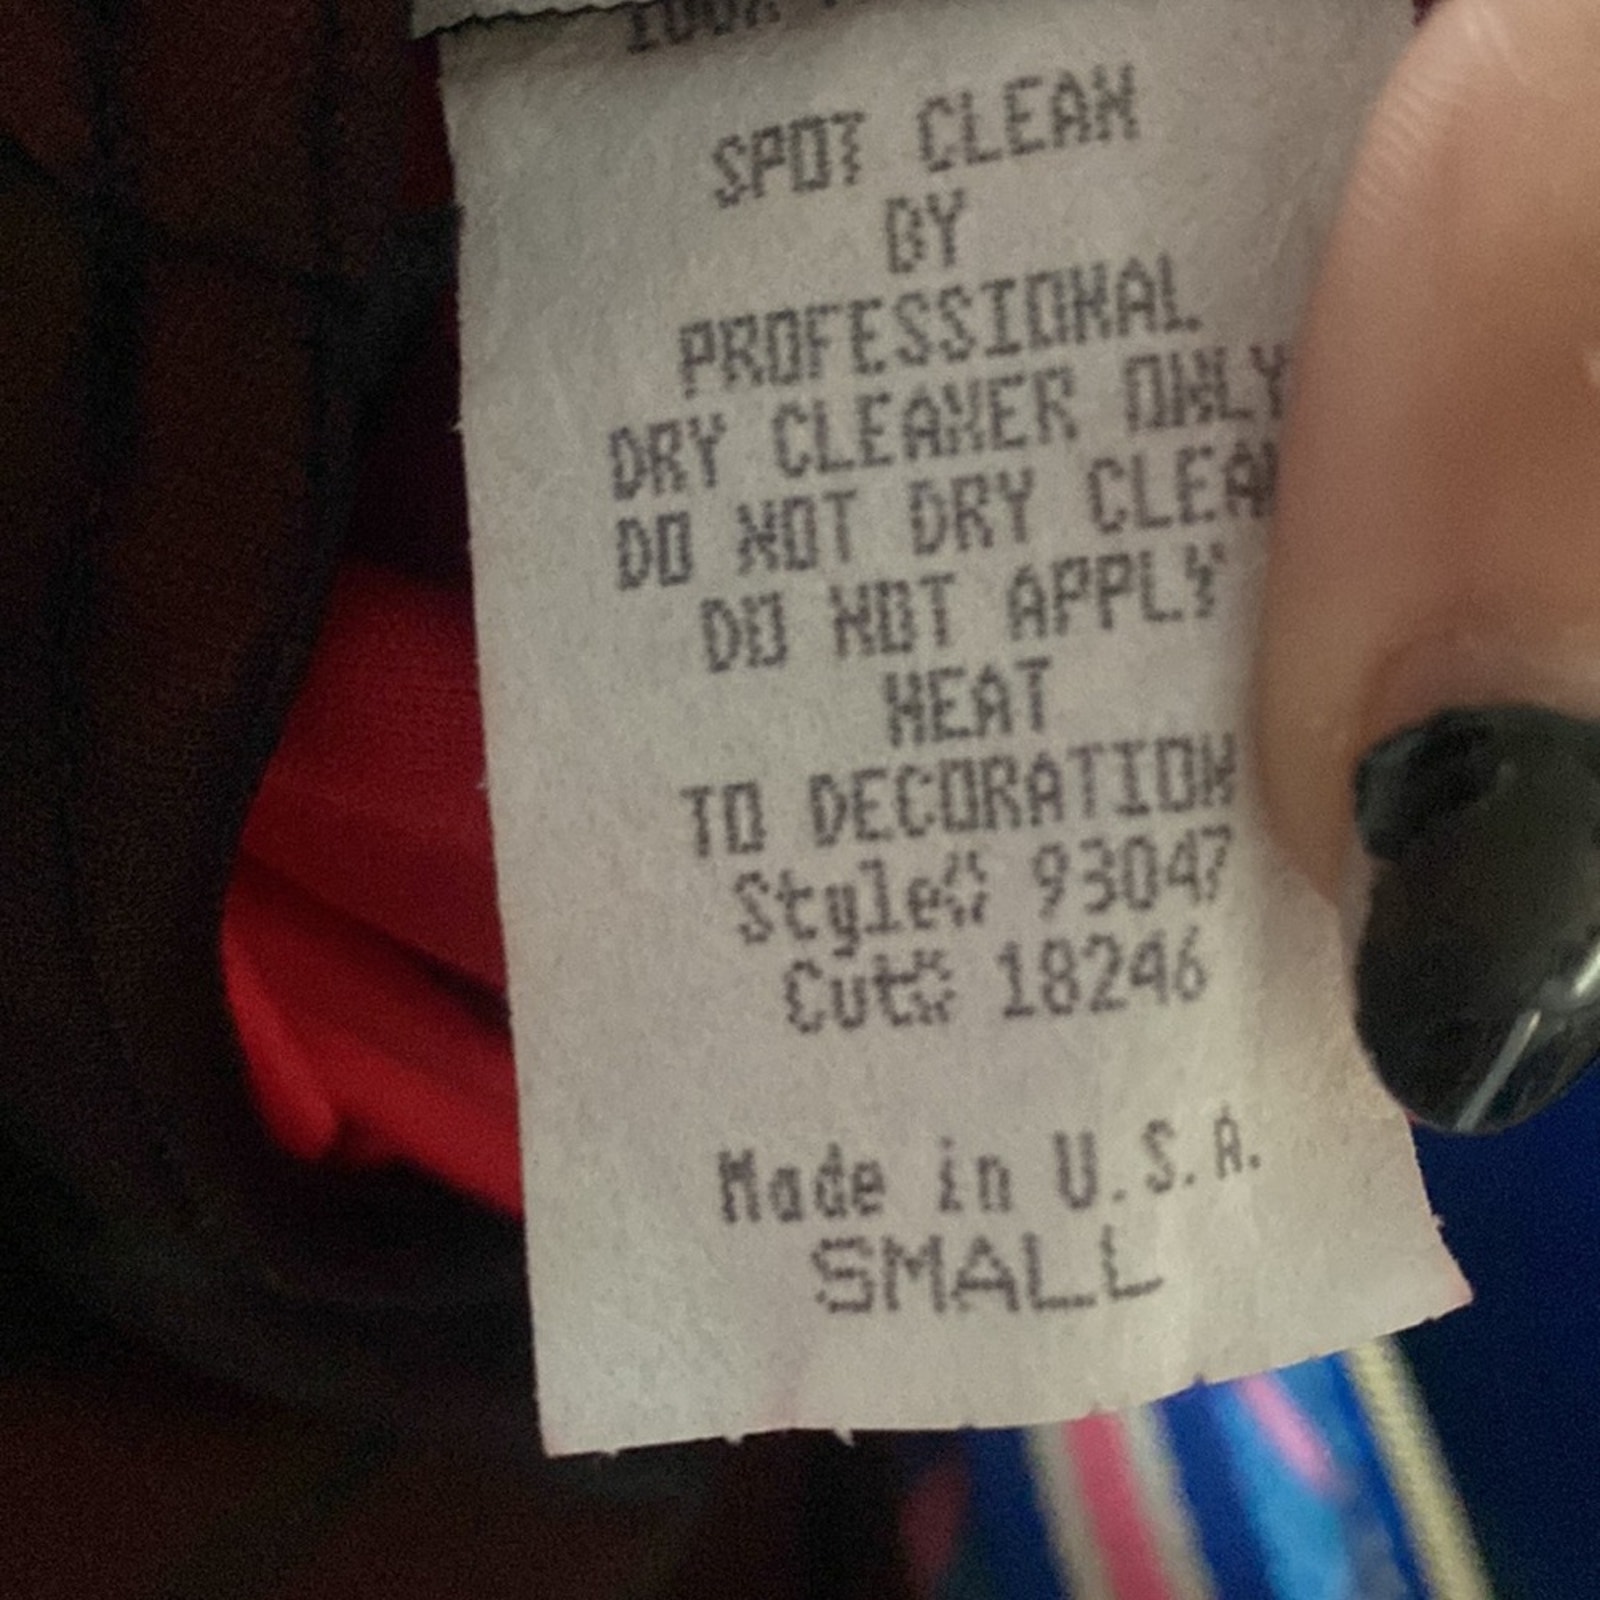 100%
SPOT CLEAN
BY
PROFESSIONAL
DRY CLEANER ONLY
DO NOT DRY CLEAN
DO NOT APPLY
HEAT
TO DECORATION
Style# 93047
Cut# 18246
Made in U.S.A.
SMALL